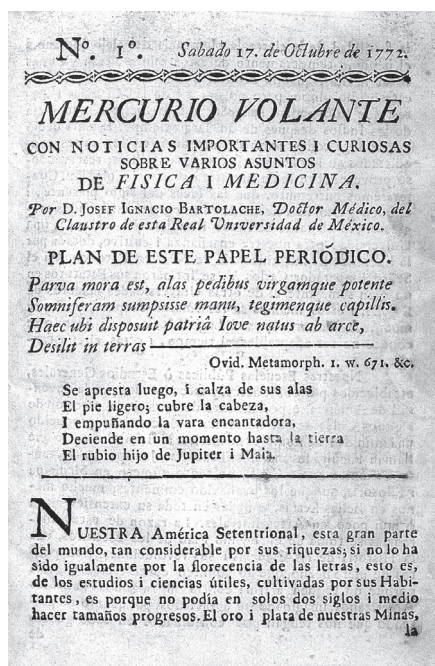 Nº. 1º. Sabado 17. de Octubre de 1772.
MERCURIO VOLANTE
CON NOTICIAS IMPORTANTES I CURIOSAS
SOBRE VARIOS ASUNTOS
DE FISICA I MEDICINA.
Por D. JOSEF IGNACIO BARTOLACHE, Doctor Médico, del
Claustro de esta Real Universidad de México.
PLAN DE ESTE PAPEL PERIÓDICO.
Parva mora est, alas pedibus virgamque potente
Somniferam sumpsisse manu, tegimenque capillis.
Haec ubi disposuit patriâ Iove natus ab arce,
Desilit in terras
Ovid. Metamorph. 1. w. 671. &c.
Se apresta luego, i calza de sus alas
El pie ligero; cubre la cabeza,
I empuñando la vara encantadora,
Deciende en un momento hasta la tierra
El rubio hijo de Jupiter i Maia.
NUESTRA América Setentrional, esta gran parte
del mundo, tan considerable por sus riquezas; si no lo ha
sido igualmente por la florecencia de las letras, esto es,
de los estudios i ciencias útiles, cultivadas por sus Habi-
tantes, es porque no podía en solos dos siglos i medio
hacer tamaños progresos. El oro i plata de nuestras Minas,
la